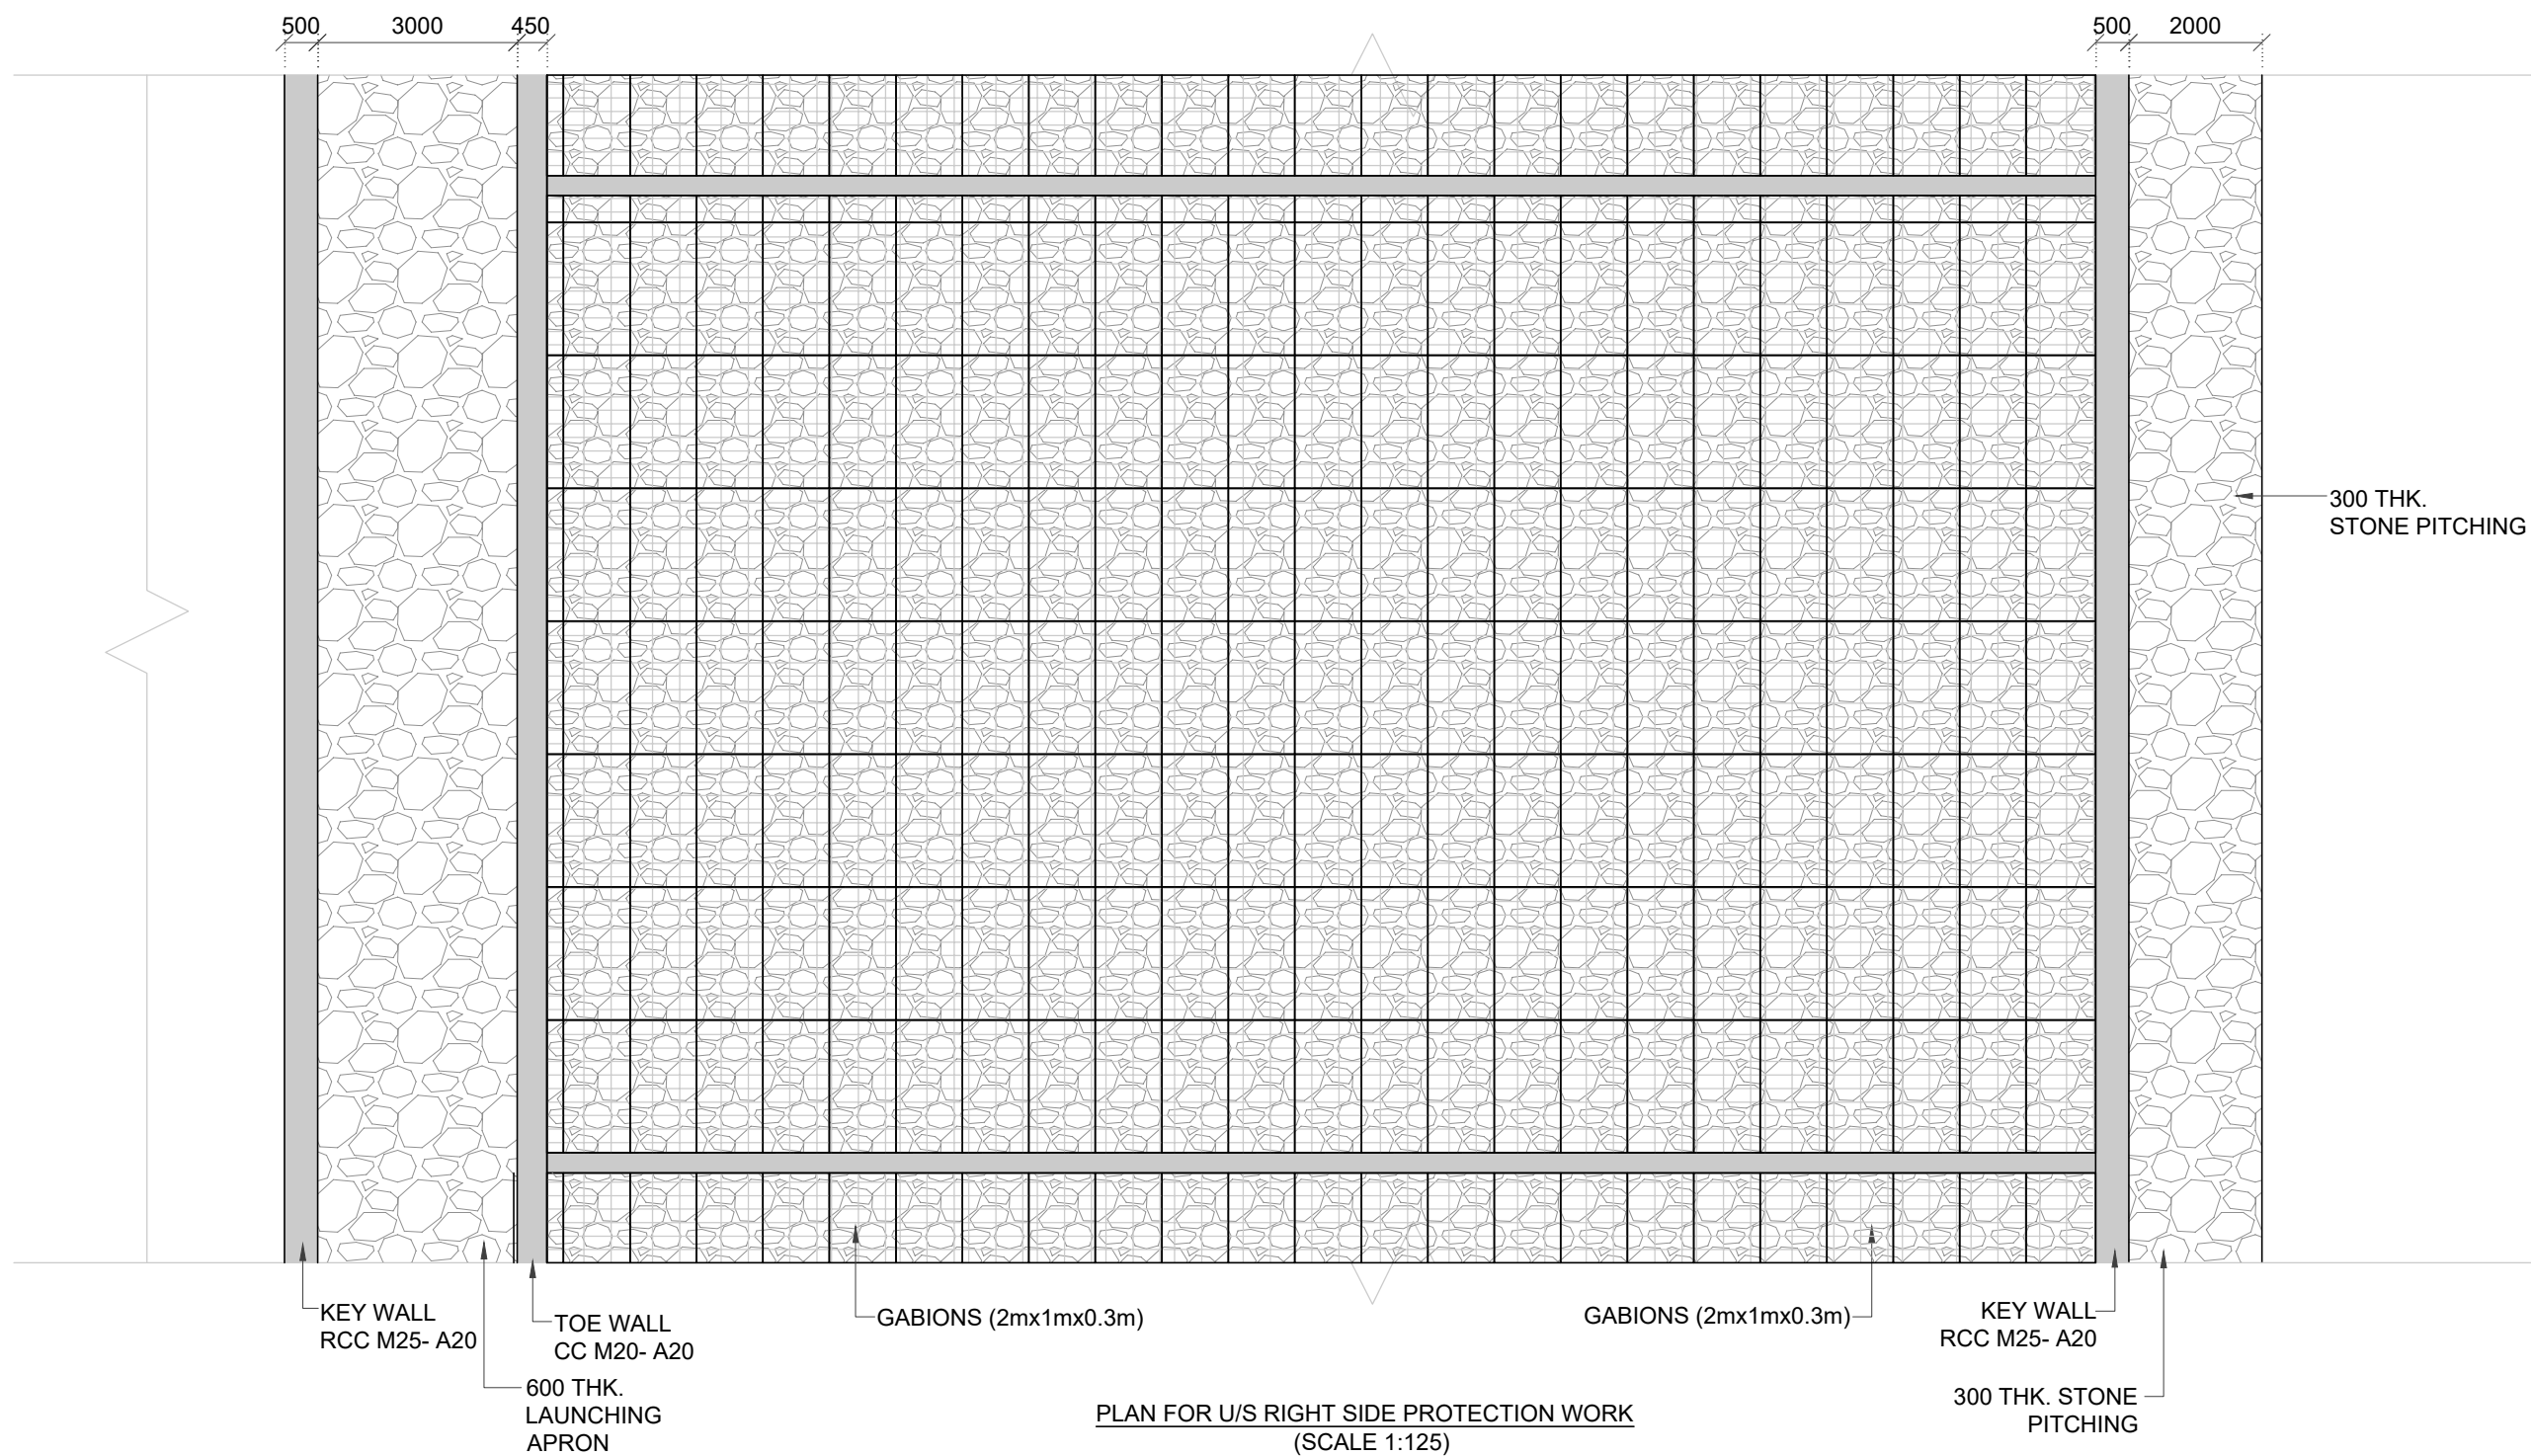 500 3000 450 500 2000
300 THK.
STONE PITCHING
KEY WALL
RCC M25- A20
TOE WALL
CC M20- A20
600 THK.
LAUNCHING
APRON
GABIONS (2mx1mx0.3m)
GABIONS (2mx1mx0.3m)
KEY WALL
RCC M25- A20
300 THK. STONE
PITCHING
PLAN FOR U/S RIGHT SIDE PROTECTION WORK
(SCALE 1:125)